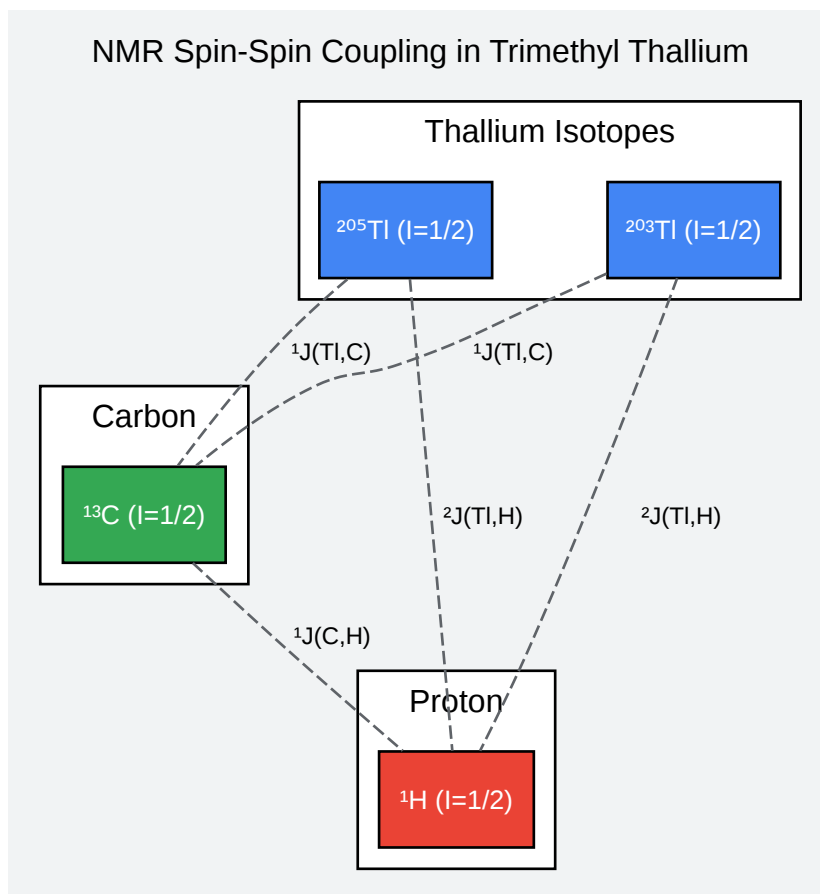 NMR Spin-Spin Coupling in Trimethyl Thallium
Thallium Isotopes
²⁰⁵Tl (I=1/2)
²⁰³Tl (I=1/2)
¹J(Tl,C)
¹J(Tl,C)
Carbon
¹³C (I=1/2)
²J(Tl,H)
²J(Tl,H)
¹J(C,H)
Proton
¹H (I=1/2)